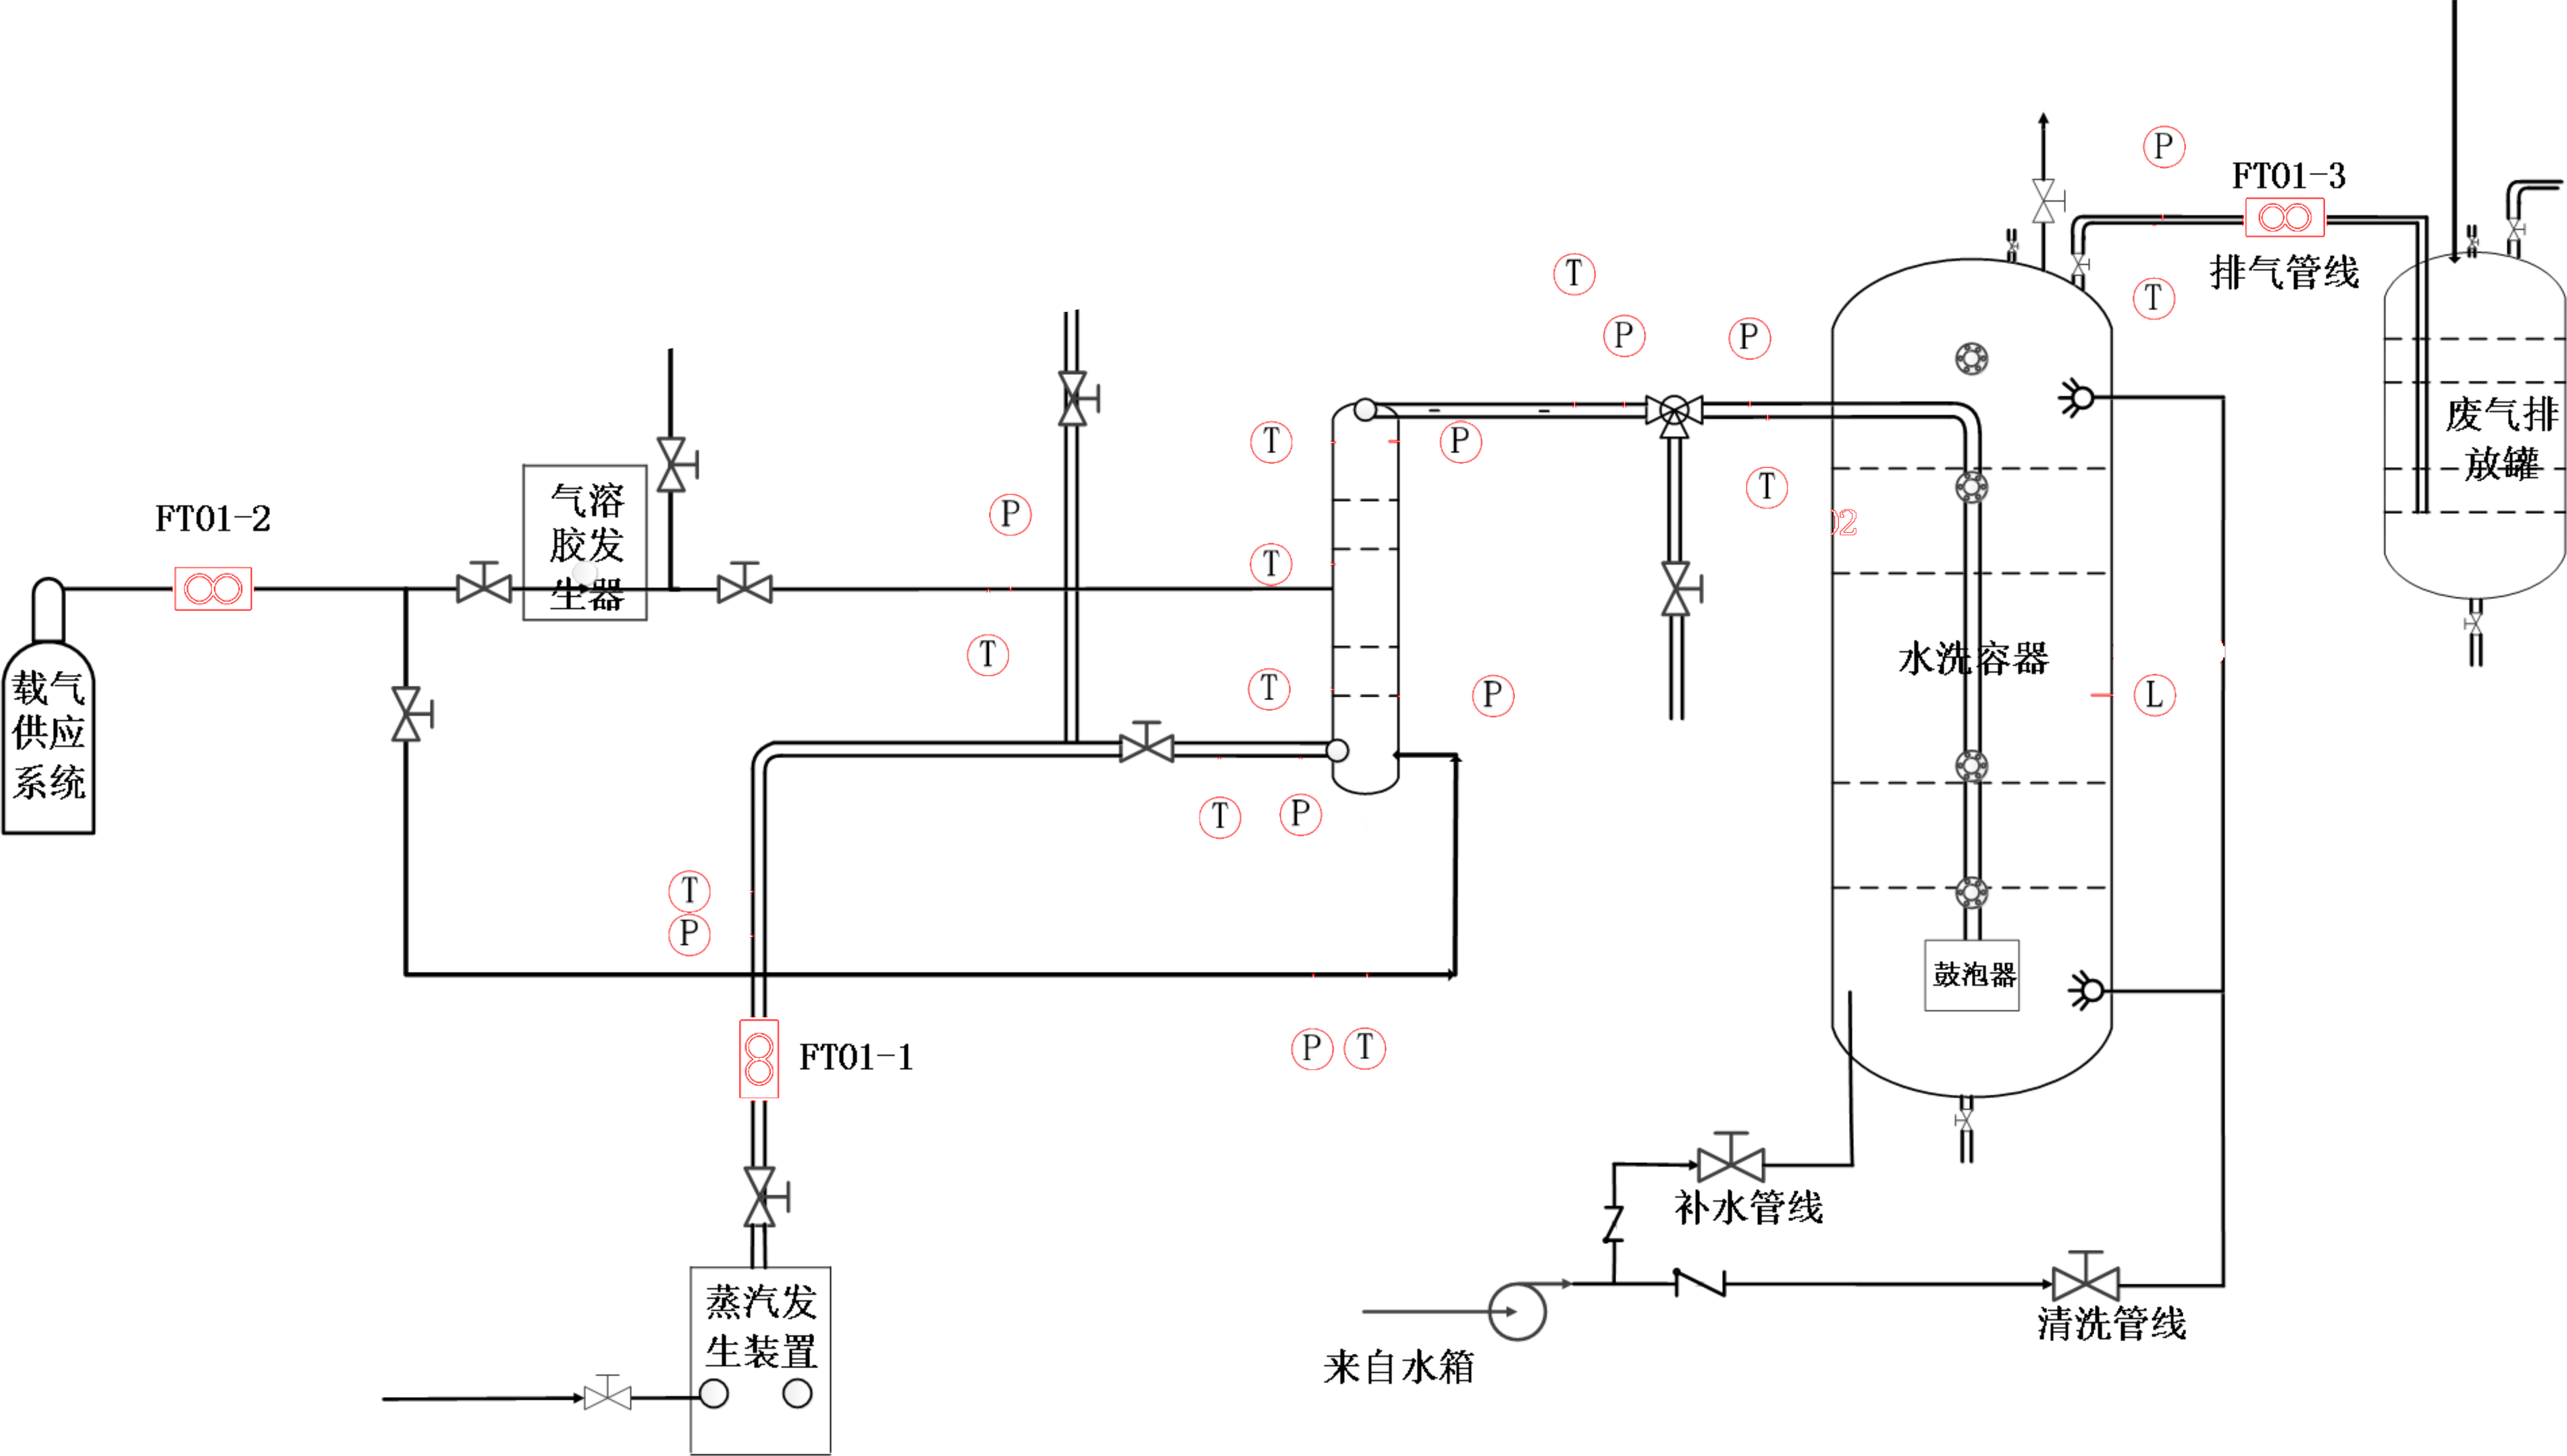 P
FT01-3
排气管线
T
T
P
P
废气排
放罐
T
P
T
P
FT01-2
气溶
胶发
生器
T
T
水洗容器
P
T
载气
供应
系统
L
T
P
T
P
鼓泡器
FT01-1
P
T
补水管线
蒸汽发
生装置
清洗管线
来自水箱